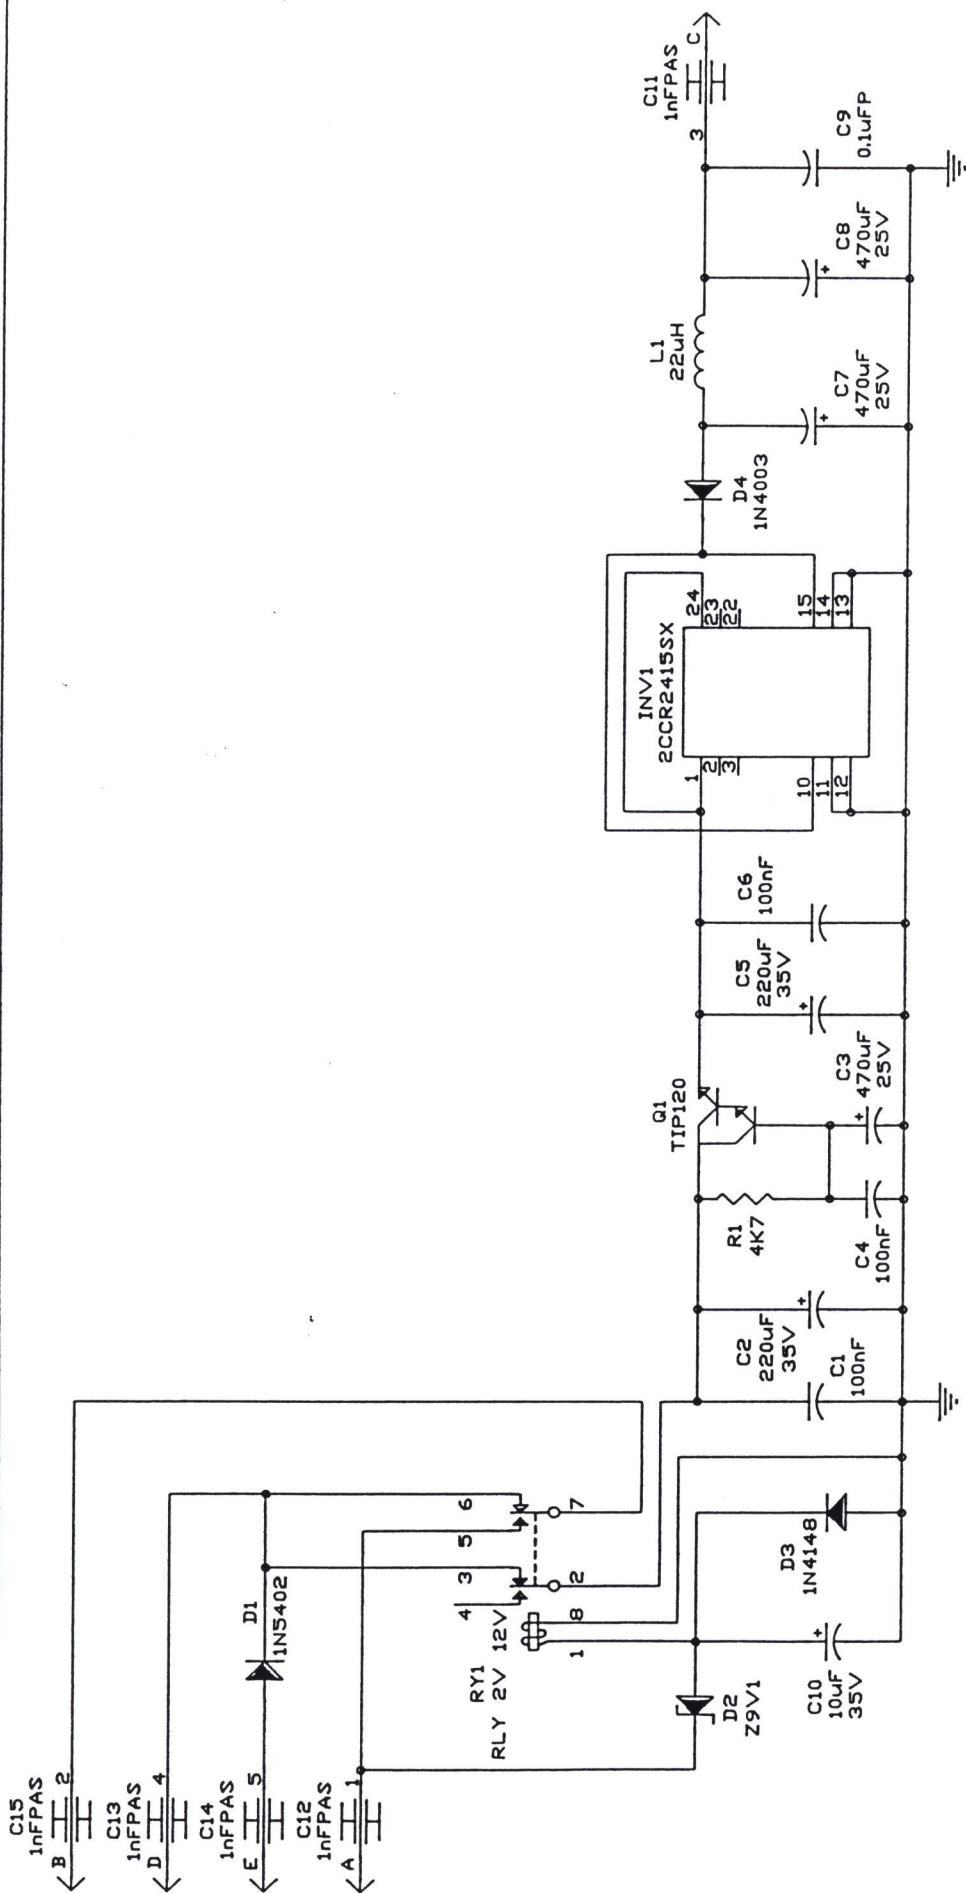 C15
1nFPAS
B
2
C13
1nFPAS
D
4
C14
1nFPAS
E
5
C12
1nFPAS
A
1
D1
1N5402
RY1
RLY 2V 12V
4
3
5
6
1
8
2
7
D2
Z9V1
C10
10uF
35V
+
D3
1N4148
C1
100nF
C2
220uF
35V
+
R1
4K7
C4
100nF
Q1
TIP120
C3
470uF
25V
+
C5
220uF
35V
+
C6
100nF
INV1
2CCR2415SX
1
2
3
10
11
12
24
23
22
15
14
13
D4
1N4003
C7
470uF
25V
+
L1
22uH
C8
470uF
25V
+
C9
0.1uFP
C11
1nFPAS
3
C